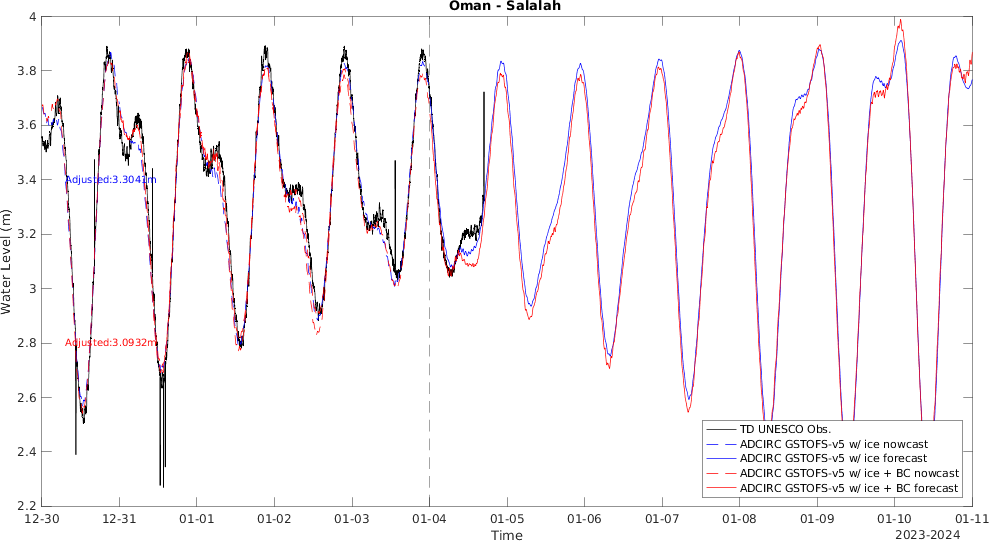 Oman - Salalah
4
3.8
3.6
3.4
3.2
3
2.8
2.6
2.4
2.2
Water Level (m)
Adjusted:3.3041m
Adjusted:3.0932m
TD UNESCO Obs.
ADCIRC GSTOFS-v5 w/ ice nowcast
ADCIRC GSTOFS-v5 w/ ice forecast
ADCIRC GSTOFS-v5 w/ ice + BC nowcast
ADCIRC GSTOFS-v5 w/ ice + BC forecast
12-30 12-31 01-01 01-02 01-03 01-04 01-05 01-06 01-07 01-08 01-09 01-10 01-11
Time
2023-2024